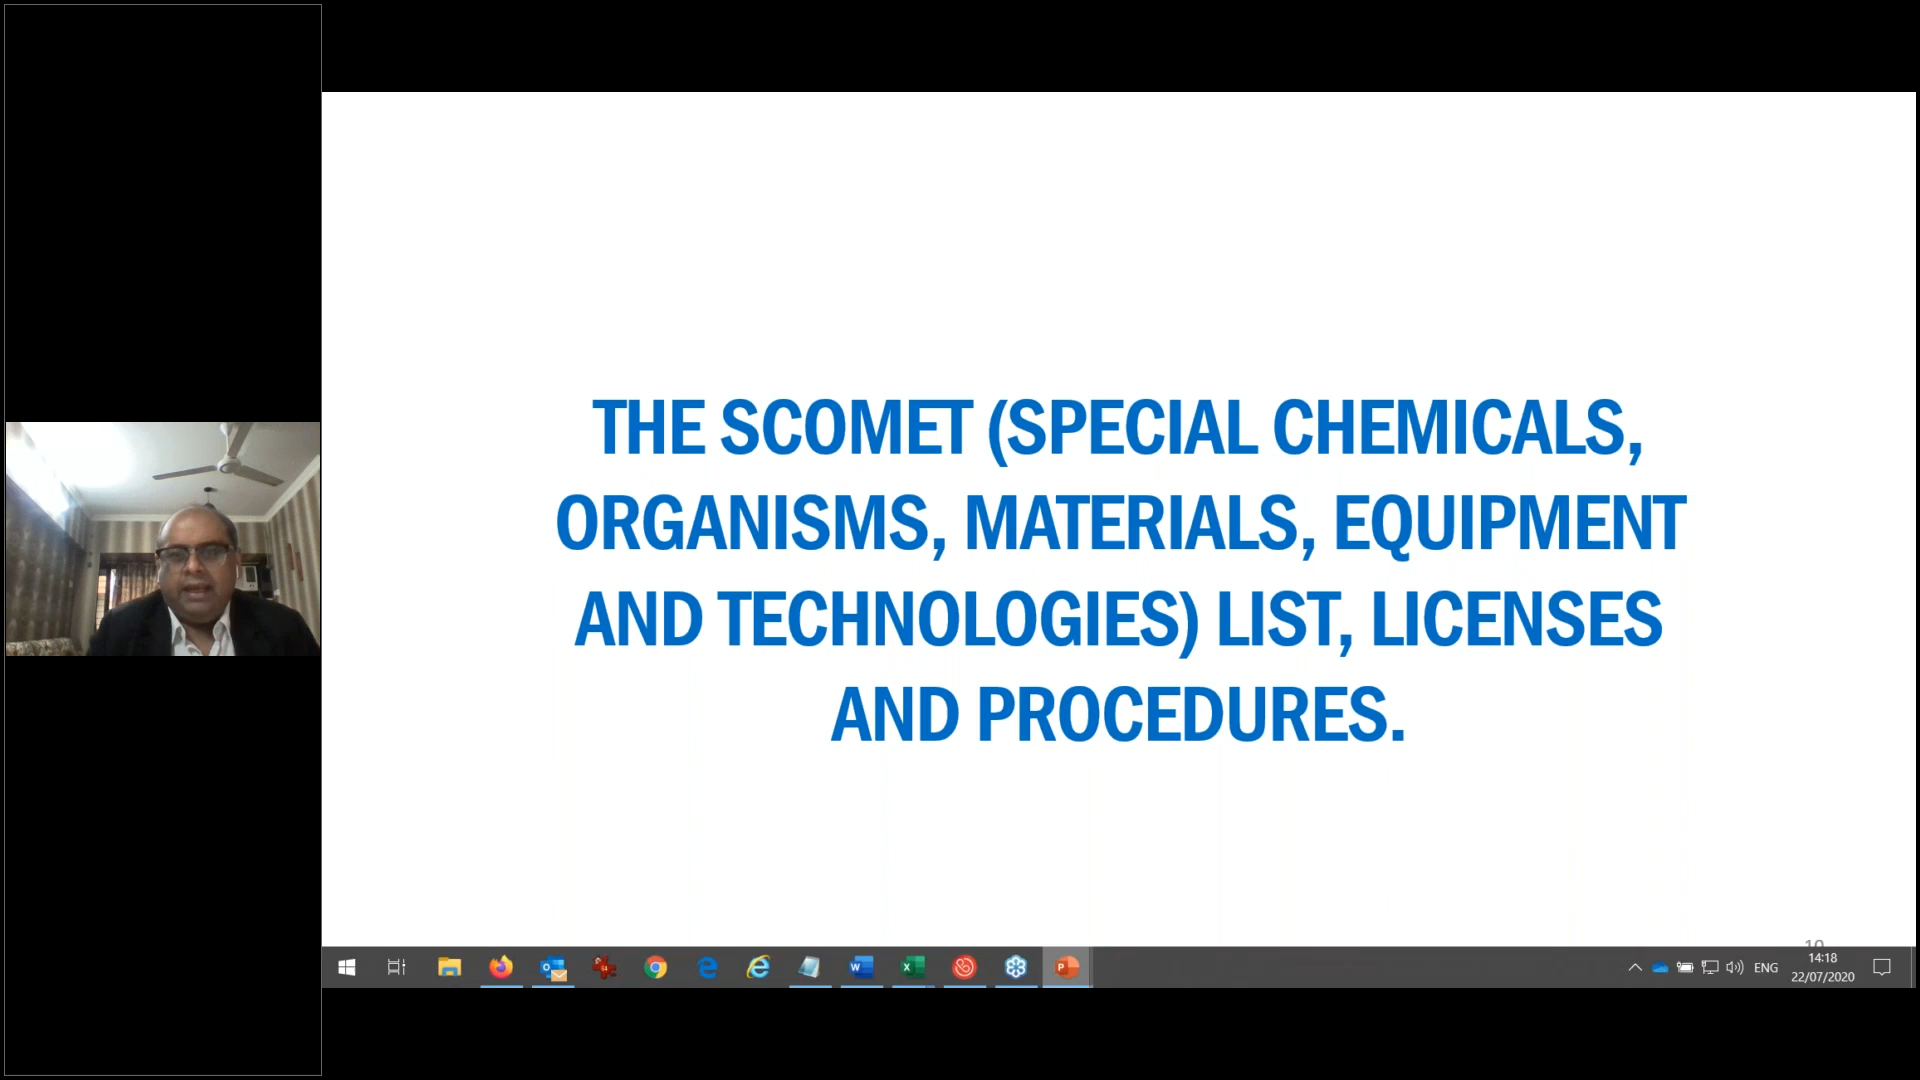 THE SCOMET (SPECIAL CHEMICALS,
ORGANISMS, MATERIALS, EQUIPMENT
AND TECHNOLOGIES) LIST, LICENSES
AND PROCEDURES.
ENG
14:18
22/07/2020